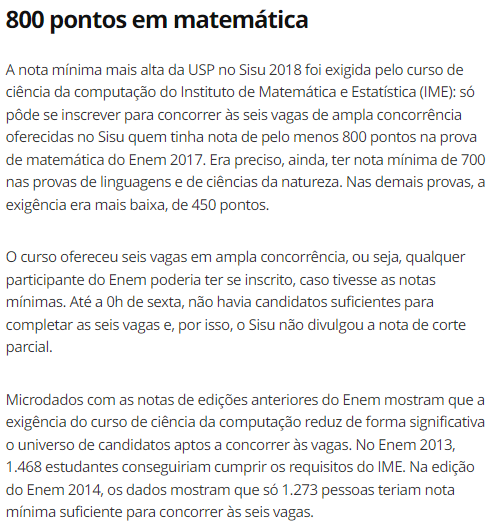 800 pontos em matemática
A nota mínima mais alta da USP no Sisu 2018 foi exigida pelo curso de
ciência da computação do Instituto de Matemática e Estatística (IME): só
pôde se inscrever para concorrer às seis vagas de ampla concorrência
oferecidas no Sisu quem tinha nota de pelo menos 800 pontos na prova
de matemática do Enem 2017. Era preciso, ainda, ter nota mínima de 700
nas provas de linguagens e de ciências da natureza. Nas demais provas, a
exigência era mais baixa, de 450 pontos.
O curso ofereceu seis vagas em ampla concorrência, ou seja, qualquer
participante do Enem poderia ter se inscrito, caso tivesse as notas
mínimas. Até a 0h de sexta, não havia candidatos suficientes para
completar as seis vagas e, por isso, o Sisu não divulgou a nota de corte
parcial.
Microdados com as notas de edições anteriores do Enem mostram que a
exigência do curso de ciência da computação reduz de forma significativa
o universo de candidatos aptos a concorrer às vagas. No Enem 2013,
1.468 estudantes conseguiriam cumprir os requisitos do IME. Na edição
do Enem 2014, os dados mostram que só 1.273 pessoas teriam nota
mínima suficiente para concorrer às seis vagas.